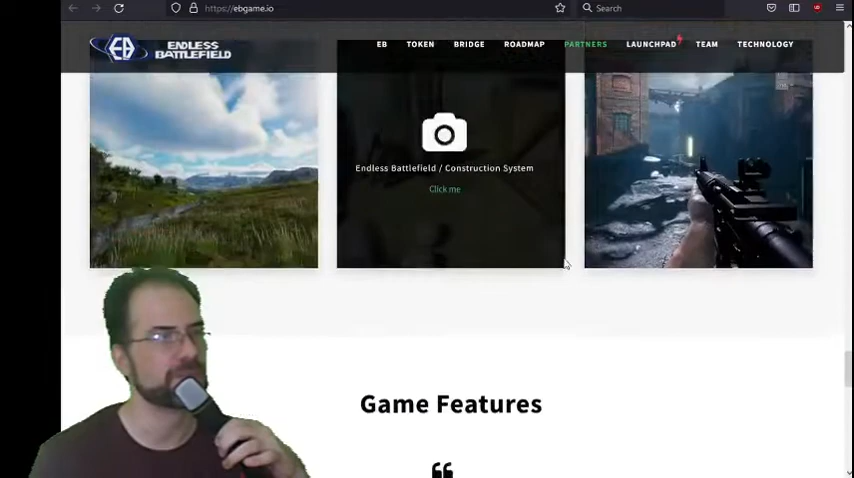 https://ebgame.io
Search
EB
ENDLESS
BATTLEFIELD
EB TOKEN BRIDGE ROADMAP PARTNERS LAUNCHPAD TEAM TECHNOLOGY
Endless Battlefield / Construction System
Click me
Game Features
❝